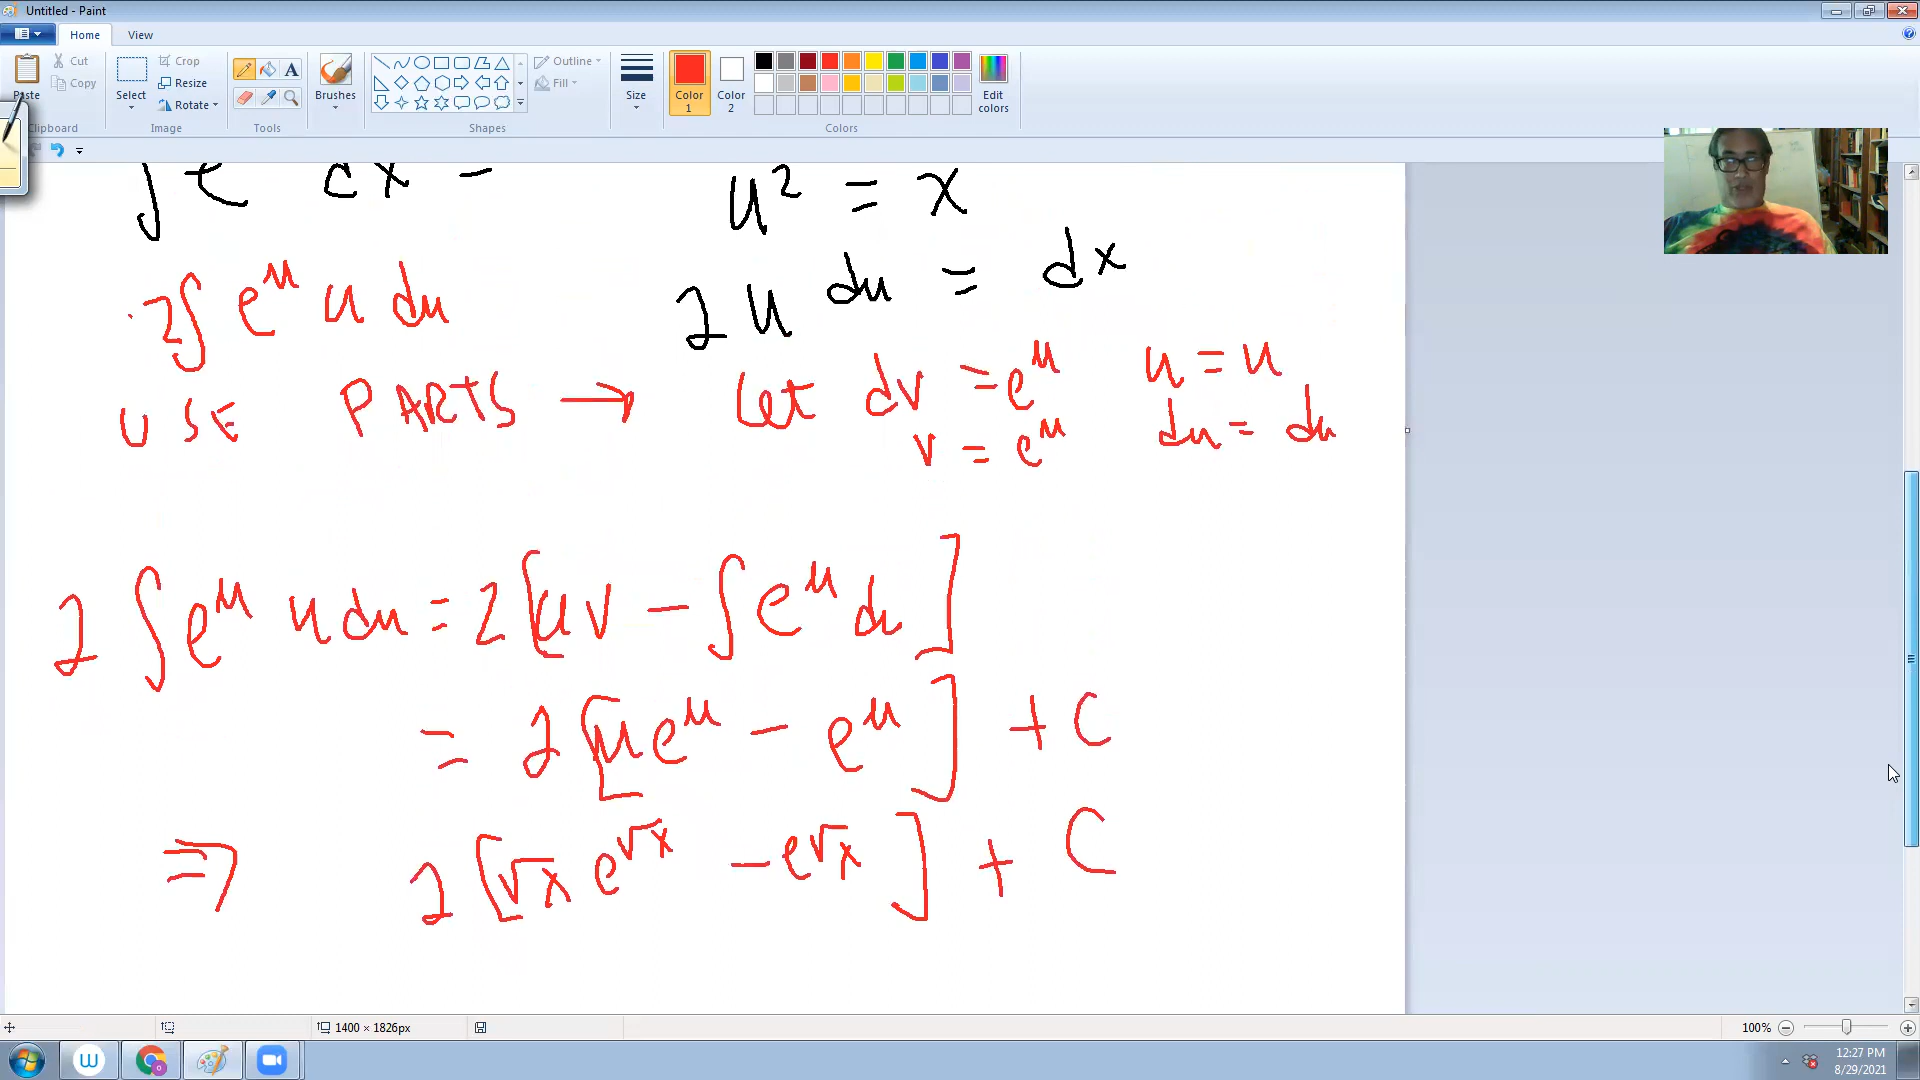 Untitled - Paint
Home View
Paste Cut Copy Clipboard
Select Crop Resize Rotate Image
Tools
Brushes
Outline Fill Shapes
Size
Color 1 Color 2 Edit colors Colors
∫ e dx =
u² = x
2 u du = dx
2∫ e^u u du
USE PARTS → Let dv = e^u u = u
v = e^u du = du
2 ∫ e^u u du = 2 [uv - ∫ e^u du]
= 2 [u e^u - e^u] + C
⇒ 2 [√x e^√x - e^√x] + C
1400 × 1826px 100%
W
12:27 PM
8/29/2021